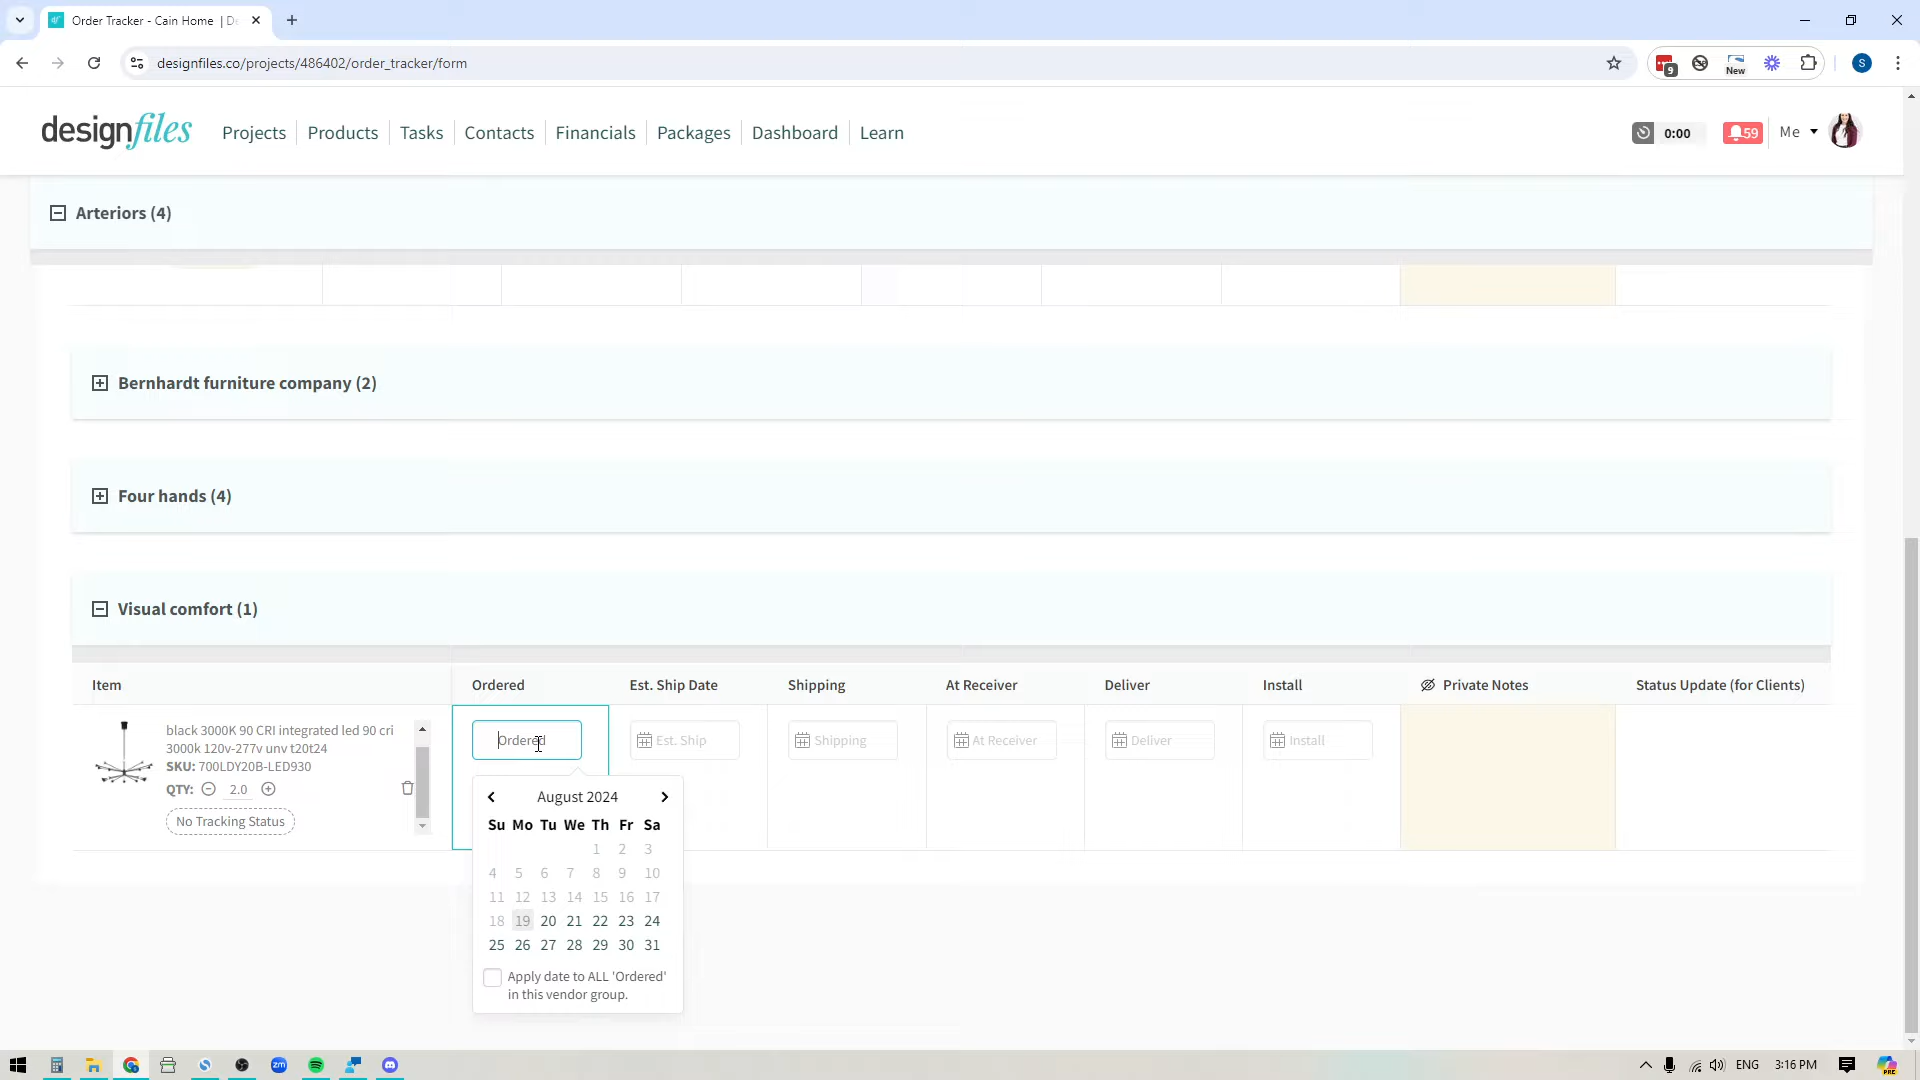 Order Tracker - Cain Home | D
designfiles.co/projects/486402/order_tracker/form
9
New
S
designfiles
Projects
Products
Tasks
Contacts
Financials
Packages
Dashboard
Learn
0:00
59
Me
Arteriors (4)
Bernhardt furniture company (2)
Four hands (4)
Visual comfort (1)
Item
Ordered
Est. Ship Date
Shipping
At Receiver
Deliver
Install
Private Notes
Status Update (for Clients)
black 3000K 90 CRI integrated led 90 cri
3000k 120v-277v unv t20t24
SKU: 700LDY20B-LED930
QTY: 2.0
No Tracking Status
Ordered
Est. Ship
Shipping
At Receiver
Deliver
Install
August 2024
Su Mo Tu We Th Fr Sa
1 2 3
4 5 6 7 8 9 10
11 12 13 14 15 16 17
18 19 20 21 22 23 24
25 26 27 28 29 30 31
Apply date to ALL 'Ordered'
in this vendor group.
zm
ENG
3:16 PM
PRE